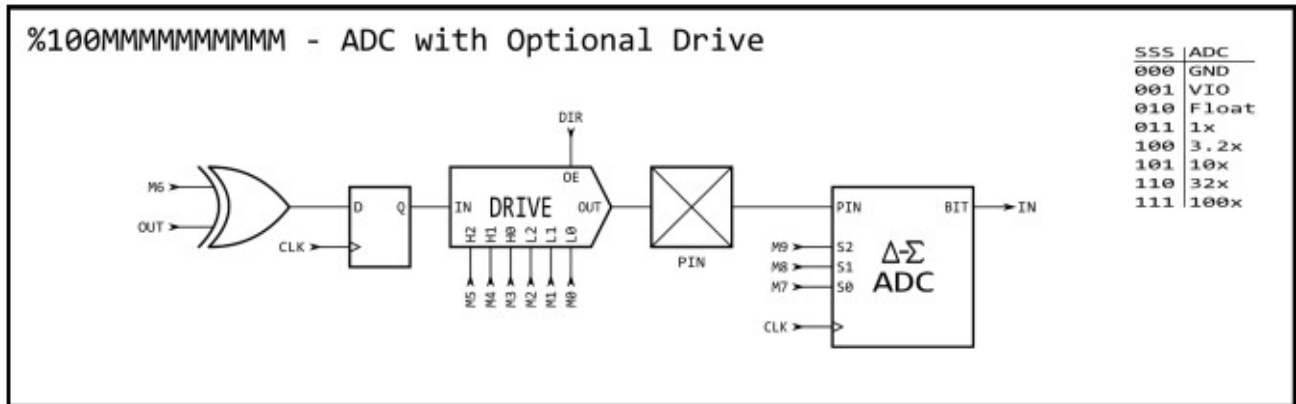 %100MMMMMMMMMM - ADC with Optional Drive
SSS ADC
000 GND
001 VIO
010 Float
011 1x
100 3.2x
101 10x
110 32x
111 100x
DIR
OE
M6
OUT
D Q
CLK
IN DRIVE OUT
H2 H1 H0 L2 L1 L0
M5 M4 M3 M2 M1 M0
PIN
PIN BIT IN
M9 S2
M8 S1
M7 S0
Δ-Σ
ADC
CLK